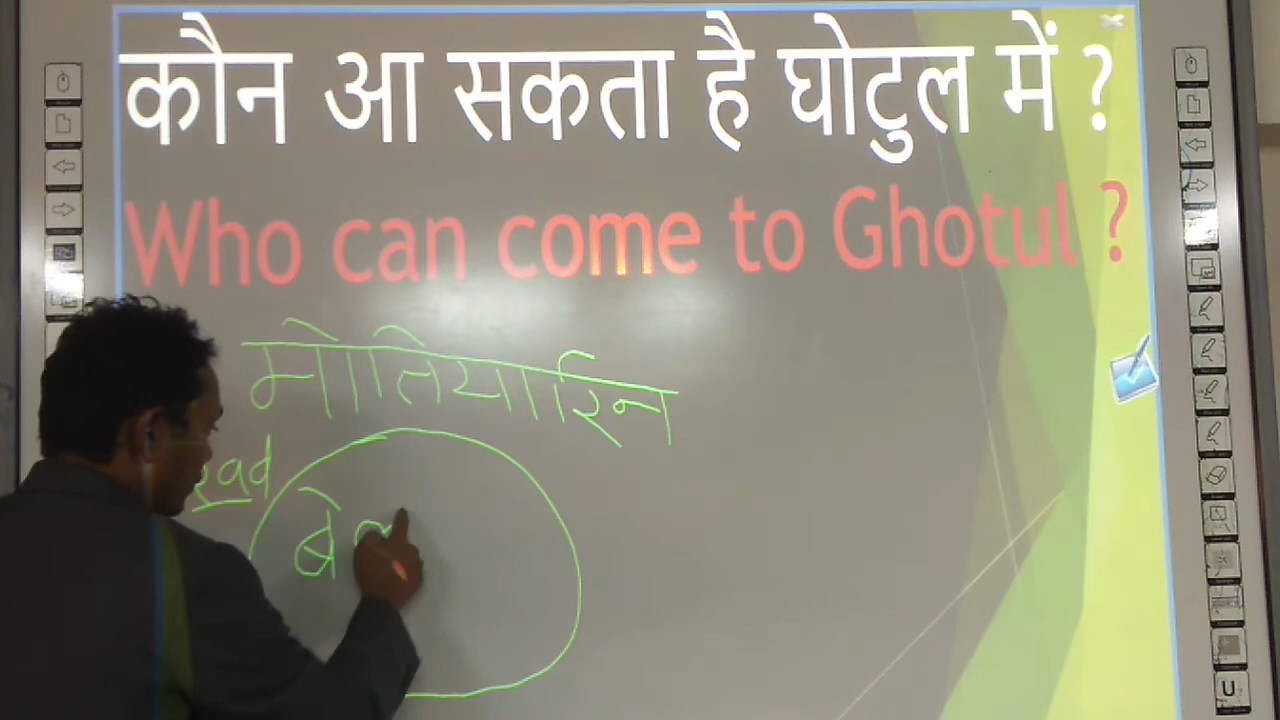 कौन आ सकता है घोटुल में ?
Who can come to Ghotul ?
मोतियारिन